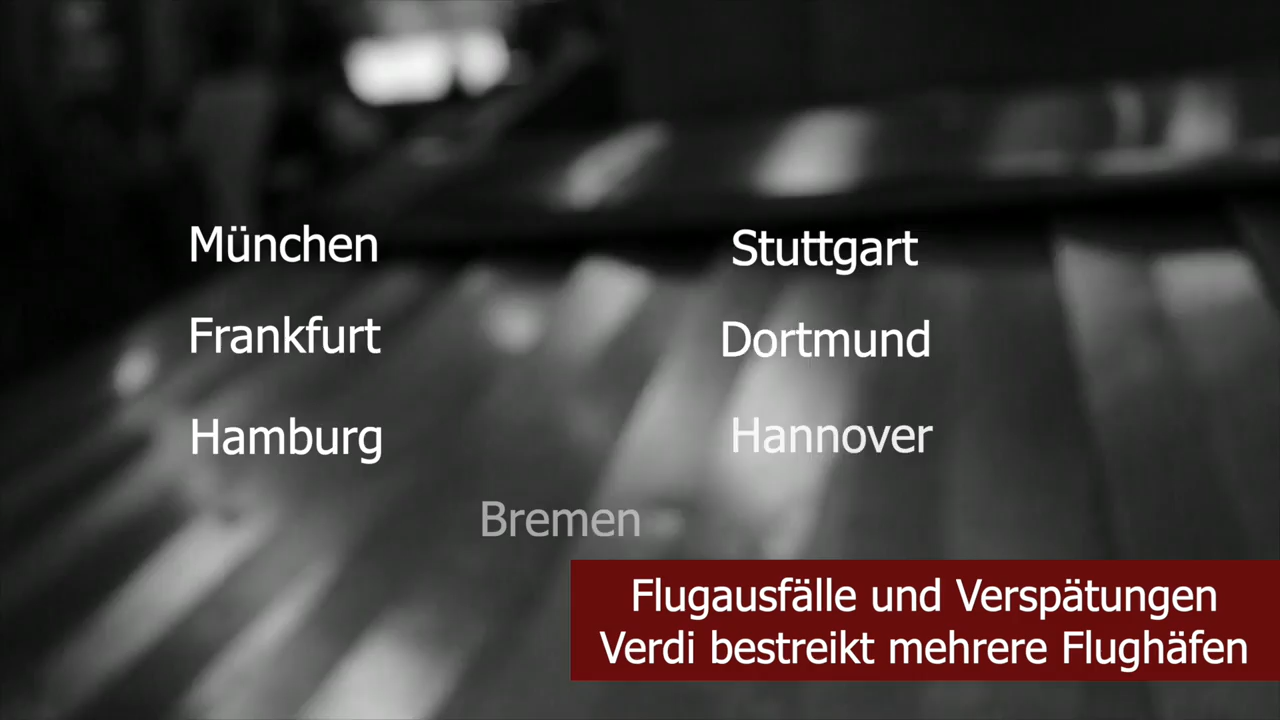 München
Stuttgart
Frankfurt
Dortmund
Hamburg
Hannover
Bremen
Flugausfälle und Verspätungen
Verdi bestreikt mehrere Flughäfen